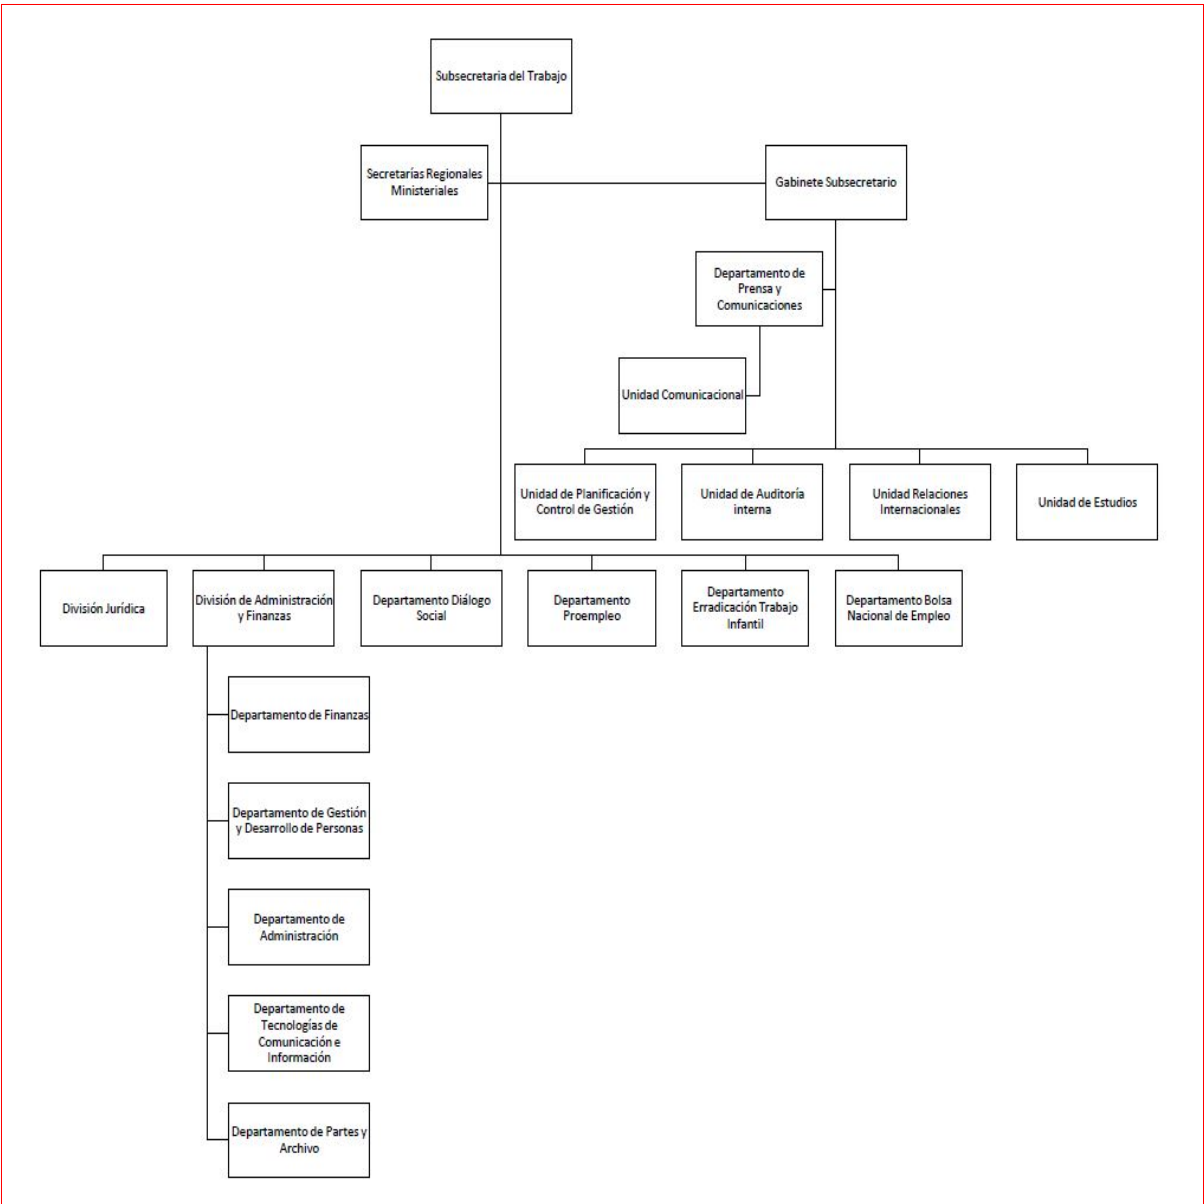 Subsecretaria del Trabajo
Secretarías Regionales
Ministeriales
Gabinete Subsecretario
Departamento de
Prensa y
Comunicaciones
Unidad Comunicacional
Unidad de Planificación y
Control de Gestión
Unidad de Auditoría
interna
Unidad Relaciones
Internacionales
Unidad de Estudios
División Jurídica
División de Administración
y Finanzas
Departamento Diálogo
Social
Departamento
Proempleo
Departamento
Erradicación Trabajo
Infantil
Departamento Bolsa
Nacional de Empleo
Departamento de Finanzas
Departamento de Gestión
y Desarrollo de Personas
Departamento de
Administración
Departamento de
Tecnologías de
Comunicación e
Información
Departamento de Partes y
Archivo